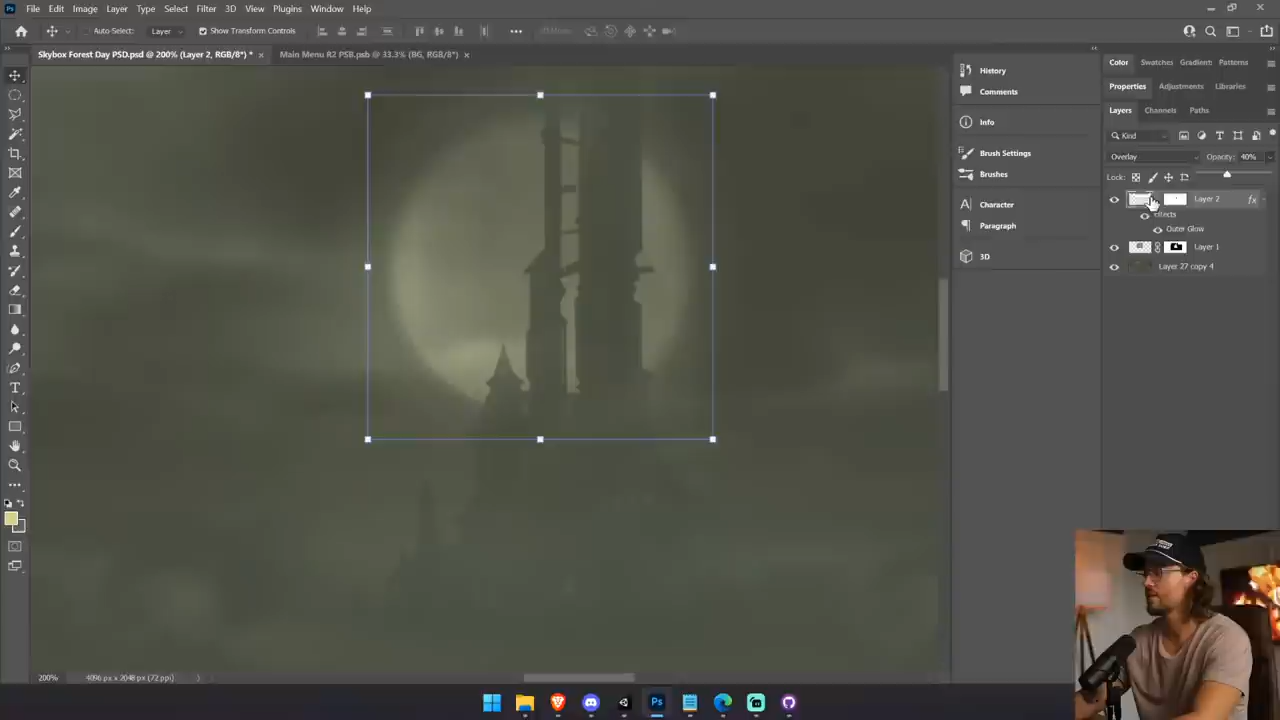 Ps File Edit Image Layer Type Select Filter 3D View Plugins Window Help
Auto-Select: Layer Show Transform Controls
Skybox Forest Day PSD.psd @ 200% (Layer 2, RGB/8*) * × Main Menu R2 PSB.psb @ 33.3% (BG, RGB/8*) ×
History
Comments
Info
Brush Settings
Brushes
Character
Paragraph
3D
Color Swatches Gradient: Patterns
Properties Adjustments Libraries
Layers Channels Paths
Kind
Overlay Opacity: 40%
Lock:
Layer 2 fx
Effects
Outer Glow
Layer 1
Layer 27 copy 4
200% 4096 px x 2048 px (72 ppi)
Ps